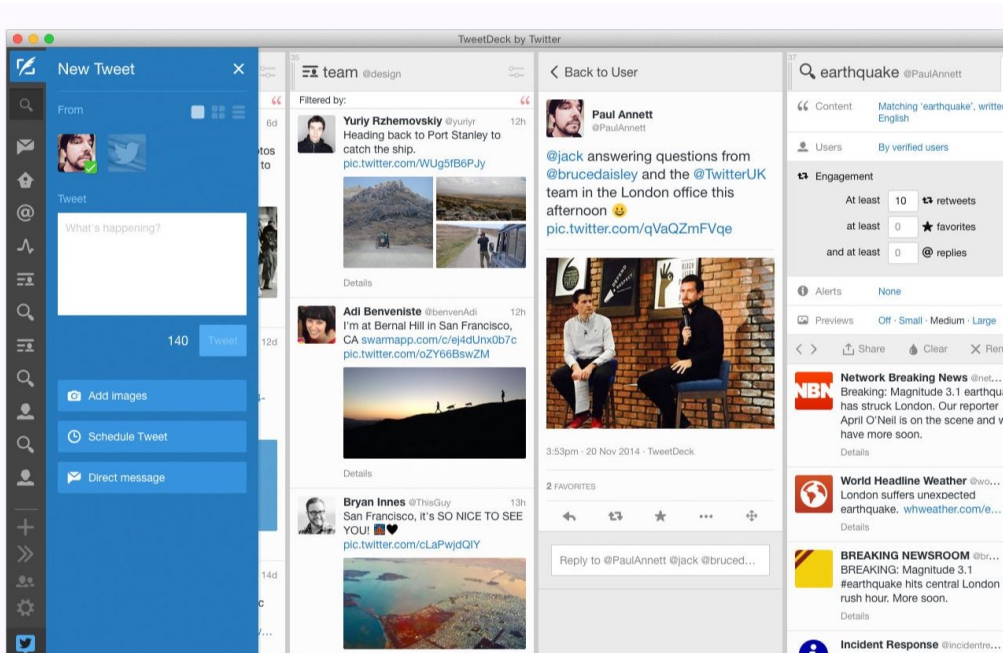 TweetDeck by Twitter
New Tweet
From
Tweet
What's happening?
140
Tweet
Add images
Schedule Tweet
Direct message
6d
to
12d
14d
35
team @design
Filtered by:
Yuriy Rzhemovskiy @yuriyr 12h
Heading back to Port Stanley to
catch the ship.
pic.twitter.com/WUg5fB6PJy
Details
Adi Benveniste @benvenAdi 12h
I'm at Bernal Hill in San Francisco,
CA swarmapp.com/c/ej4dUnx0b7c
pic.twitter.com/oZY66BswZM
Details
Bryan Innes @ThisGuy 13h
San Francisco, it's SO NICE TO SEE
YOU!
pic.twitter.com/cLaPwjdQIY
Back to User
Paul Annett
@PaulAnnett
@jack answering questions from
@brucedaisley and the @TwitterUK
team in the London office this
afternoon 😀
pic.twitter.com/qVaQZmFVqe
3:53pm · 20 Nov 2014 · TweetDeck
2 FAVORITES
Reply to @PaulAnnett @jack @bruced…
37
earthquake @PaulAnnett
Content Matching 'earthquake', writte
English
Users By verified users
Engagement
At least 10 retweets
at least 0 favorites
and at least 0 @ replies
Alerts None
Previews Off · Small · Medium · Large
Share Clear Rem
NBN
Network Breaking News @net...
Breaking: Magnitude 3.1 earthqua
has struck London. Our reporter
April O'Neil is on the scene and w
have more soon.
Details
World Headline Weather @wo...
London suffers unexpected
earthquake. whweather.com/e...
Details
BREAKING NEWSROOM @br...
BREAKING: Magnitude 3.1
#earthquake hits central London
rush hour. More soon.
Details
Incident Response @incidentre...